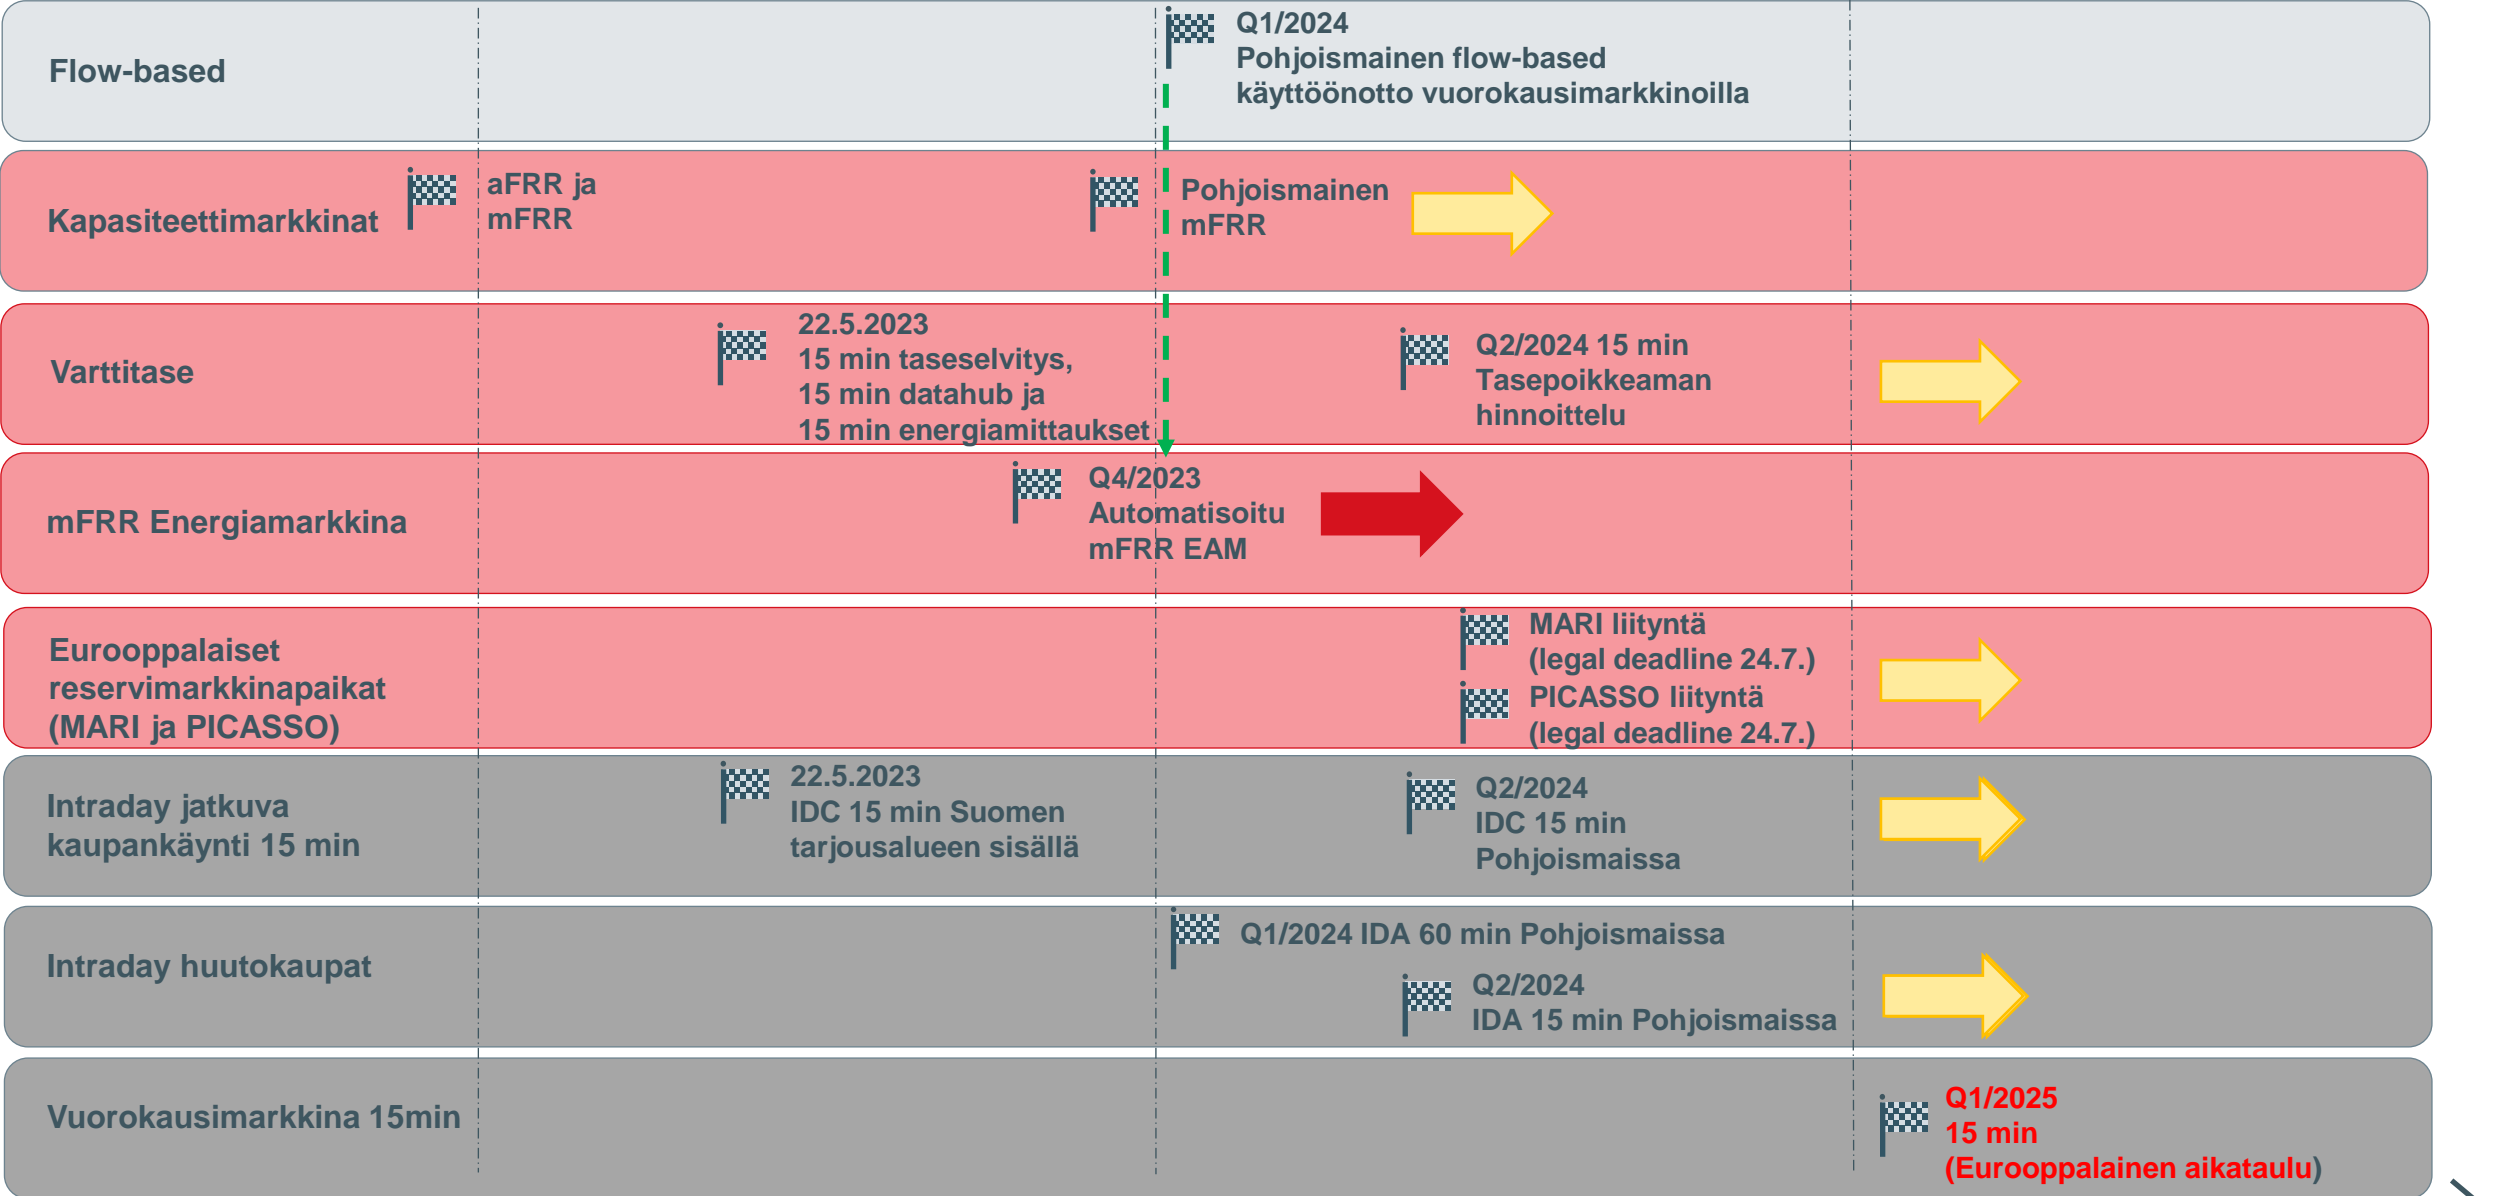 Flow-based
Q1/2024
Pohjoismainen flow-based
käyttöönotto vuorokausimarkkinoilla
Kapasiteettimarkkinat
aFRR ja
mFRR
Pohjoismainen
mFRR
Varttitase
22.5.2023
15 min taseselvitys,
15 min datahub ja
15 min energiamittaukset
Q2/2024 15 min
Tasepoikkeaman
hinnoittelu
mFRR Energiamarkkina
Q4/2023
Automatisoitu
mFRR EAM
Eurooppalaiset
reservimarkkinapaikat
(MARI ja PICASSO)
MARI liityntä
(legal deadline 24.7.)
PICASSO liityntä
(legal deadline 24.7.)
Intraday jatkuva
kaupankäynti 15 min
22.5.2023
IDC 15 min Suomen
tarjousalueen sisällä
Q2/2024
IDC 15 min
Pohjoismaissa
Intraday huutokaupat
Q1/2024 IDA 60 min Pohjoismaissa
Q2/2024
IDA 15 min Pohjoismaissa
Vuorokausimarkkina 15min
Q1/2025
15 min
(Eurooppalainen aikataulu)